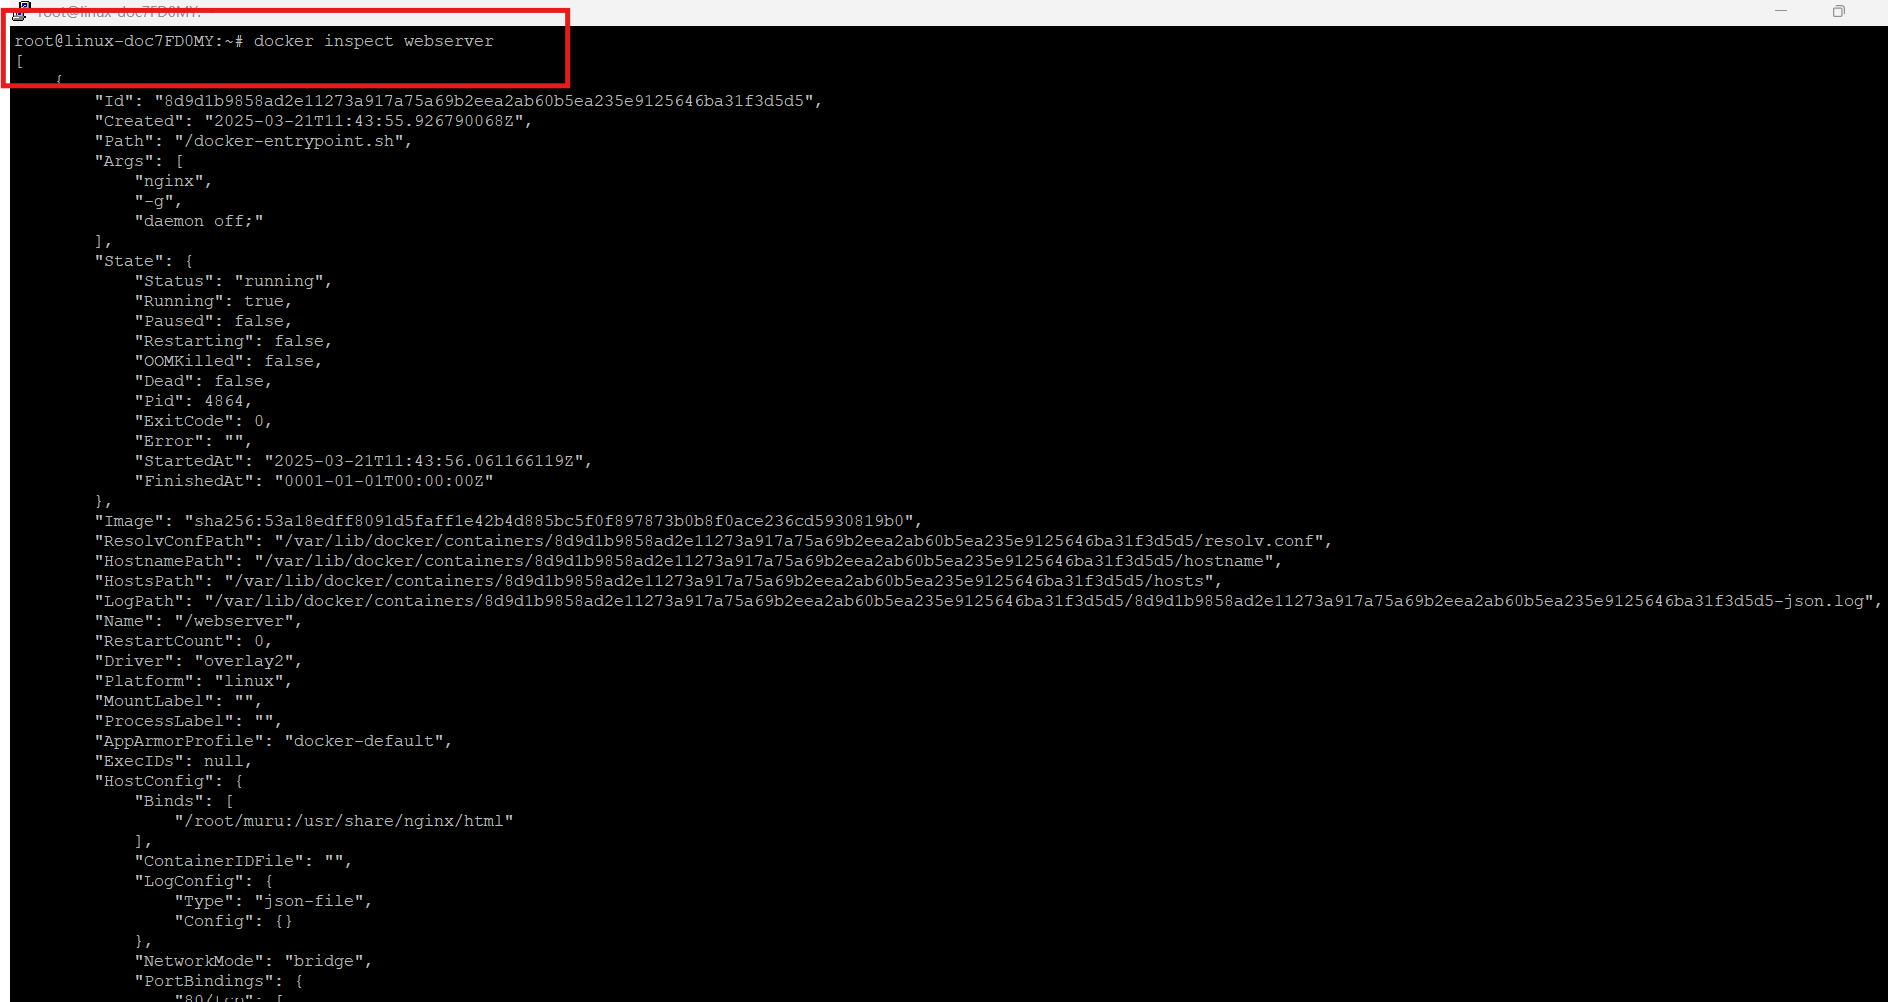 root@linux-doc7FD0MY: ~
root@linux-doc7FD0MY:~# docker inspect webserver
[
    {
        "Id": "8d9d1b9858ad2e11273a917a75a69b2eea2ab60b5ea235e9125646ba31f3d5d5",
        "Created": "2025-03-21T11:43:55.926790068Z",
        "Path": "/docker-entrypoint.sh",
        "Args": [
            "nginx",
            "-g",
            "daemon off;"
        ],
        "State": {
            "Status": "running",
            "Running": true,
            "Paused": false,
            "Restarting": false,
            "OOMKilled": false,
            "Dead": false,
            "Pid": 4864,
            "ExitCode": 0,
            "Error": "",
            "StartedAt": "2025-03-21T11:43:56.061166119Z",
            "FinishedAt": "0001-01-01T00:00:00Z"
        },
        "Image": "sha256:53a18edff8091d5faff1e42b4d885bc5f0f897873b0b8f0ace236cd5930819b0",
        "ResolvConfPath": "/var/lib/docker/containers/8d9d1b9858ad2e11273a917a75a69b2eea2ab60b5ea235e9125646ba31f3d5d5/resolv.conf",
        "HostnamePath": "/var/lib/docker/containers/8d9d1b9858ad2e11273a917a75a69b2eea2ab60b5ea235e9125646ba31f3d5d5/hostname",
        "HostsPath": "/var/lib/docker/containers/8d9d1b9858ad2e11273a917a75a69b2eea2ab60b5ea235e9125646ba31f3d5d5/hosts",
        "LogPath": "/var/lib/docker/containers/8d9d1b9858ad2e11273a917a75a69b2eea2ab60b5ea235e9125646ba31f3d5d5/8d9d1b9858ad2e11273a917a75a69b2eea2ab60b5ea235e9125646ba31f3d5d5-json.log",
        "Name": "/webserver",
        "RestartCount": 0,
        "Driver": "overlay2",
        "Platform": "linux",
        "MountLabel": "",
        "ProcessLabel": "",
        "AppArmorProfile": "docker-default",
        "ExecIDs": null,
        "HostConfig": {
            "Binds": [
                "/root/muru:/usr/share/nginx/html"
            ],
            "ContainerIDFile": "",
            "LogConfig": {
                "Type": "json-file",
                "Config": {}
            },
            "NetworkMode": "bridge",
            "PortBindings": {
                "80/tcp": [